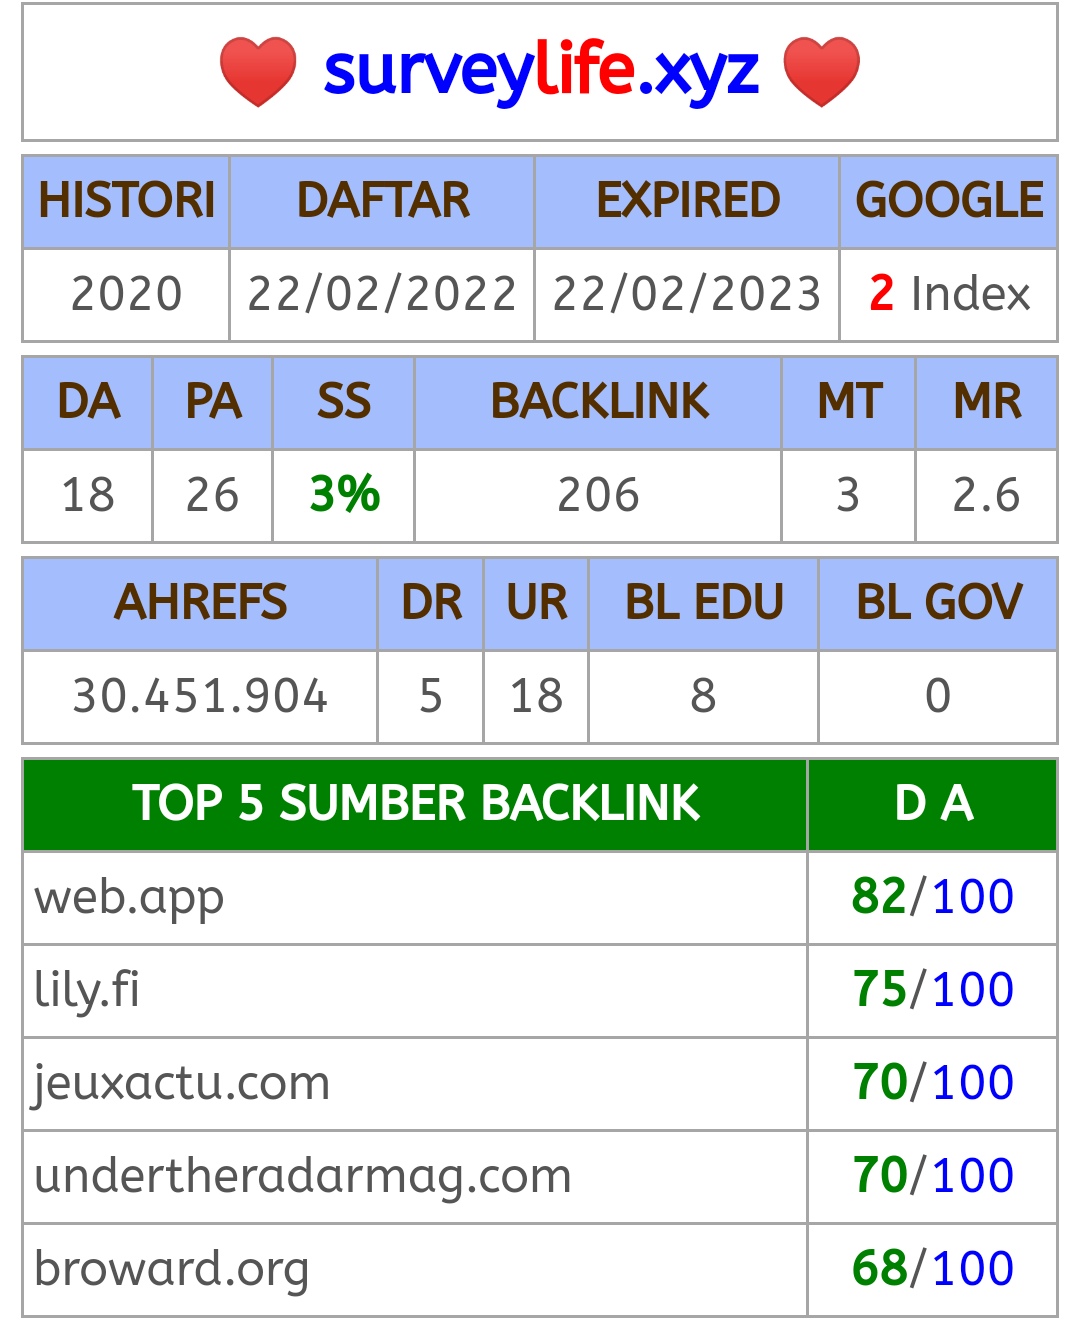 ❤️ surveylife.xyz ❤️
HISTORI DAFTAR EXPIRED GOOGLE
2020 22/02/2022 22/02/2023 2 Index
DA PA SS BACKLINK MT MR
18 26 3% 206 3 2.6
AHREFS DR UR BL EDU BL GOV
30.451.904 5 18 8 0
TOP 5 SUMBER BACKLINK D A
web.app 82/100
lily.fi 75/100
jeuxactu.com 70/100
undertheradarmag.com 70/100
broward.org 68/100